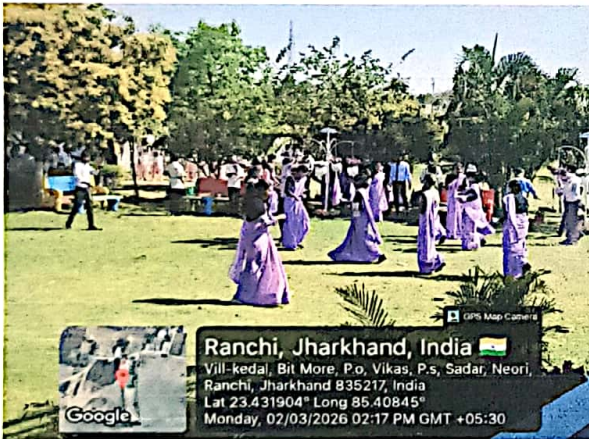 GPS Map Camera
Ranchi, Jharkhand, India
Vill-kedal, Bit More, P.o, Vikas, P.s, Sadar, Neori,
Ranchi, Jharkhand 835217, India
Lat 23.431904° Long 85.40845°
Monday, 02/03/2026 02:17 PM GMT +05:30
Google